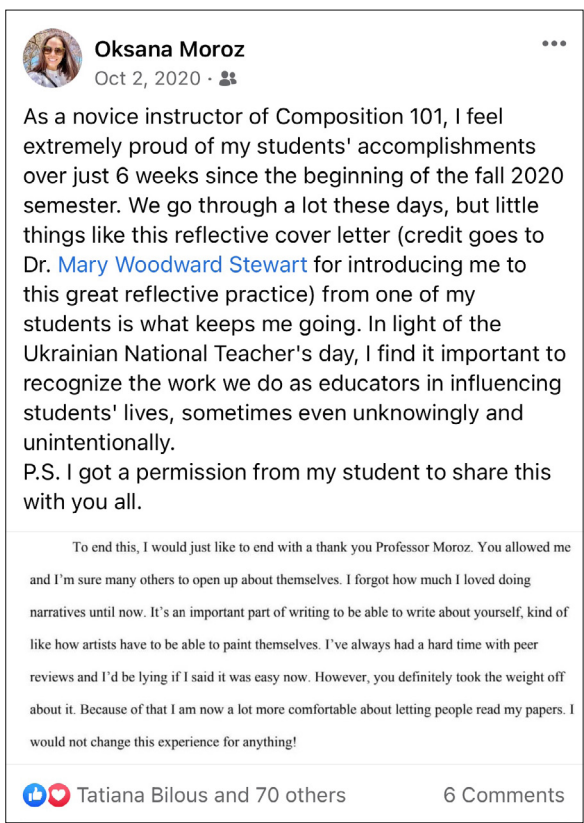 Oksana Moroz
Oct 2, 2020 ·
As a novice instructor of Composition 101, I feel
extremely proud of my students' accomplishments
over just 6 weeks since the beginning of the fall 2020
semester. We go through a lot these days, but little
things like this reflective cover letter (credit goes to
Dr. Mary Woodward Stewart for introducing me to
this great reflective practice) from one of my
students is what keeps me going. In light of the
Ukrainian National Teacher's day, I find it important to
recognize the work we do as educators in influencing
students' lives, sometimes even unknowingly and
unintentionally.
P.S. I got a permission from my student to share this
with you all.
To end this, I would just like to end with a thank you Professor Moroz. You allowed me
and I'm sure many others to open up about themselves. I forgot how much I loved doing
narratives until now. It's an important part of writing to be able to write about yourself, kind of
like how artists have to be able to paint themselves. I've always had a hard time with peer
reviews and I'd be lying if I said it was easy now. However, you definitely took the weight off
about it. Because of that I am now a lot more comfortable about letting people read my papers. I
would not change this experience for anything!
Tatiana Bilous and 70 others 6 Comments